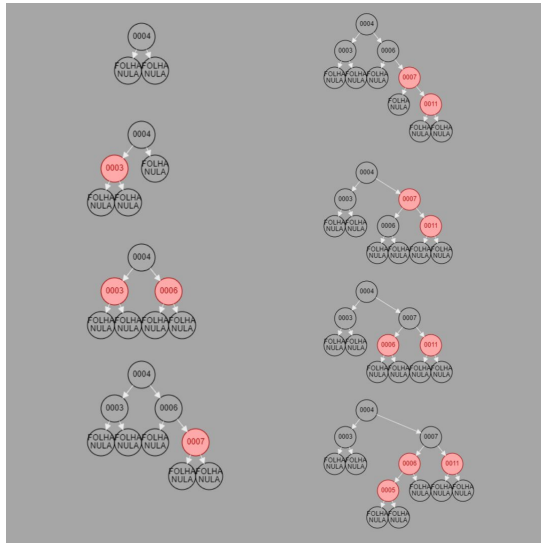 0004
FOLHA FOLHA
NULA NULA
0004
0003 FOLHA
NULA
FOLHA FOLHA
NULA NULA
0004
0003 0006
FOLHA FOLHA FOLHA FOLHA
NULA NULA NULA NULA
0004
0003 0006
FOLHA FOLHA FOLHA 0007
NULA NULA NULA
FOLHA FOLHA
NULA NULA
0004
0003 0006
FOLHA FOLHA FOLHA 0007
NULA NULA NULA
FOLHA 0011
NULA
FOLHA FOLHA
NULA NULA
0004
0003 0007
FOLHA FOLHA 0006 0011
NULA NULA
FOLHA FOLHA FOLHA FOLHA
NULA NULA NULA NULA
0004
0003 0007
FOLHA FOLHA 0006 0011
NULA NULA
FOLHA FOLHA FOLHA FOLHA
NULA NULA NULA NULA
0004
0003 0007
FOLHA FOLHA 0006 0011
NULA NULA
0005 FOLHA FOLHA FOLHA
NULA NULA NULA
FOLHA FOLHA
NULA NULA